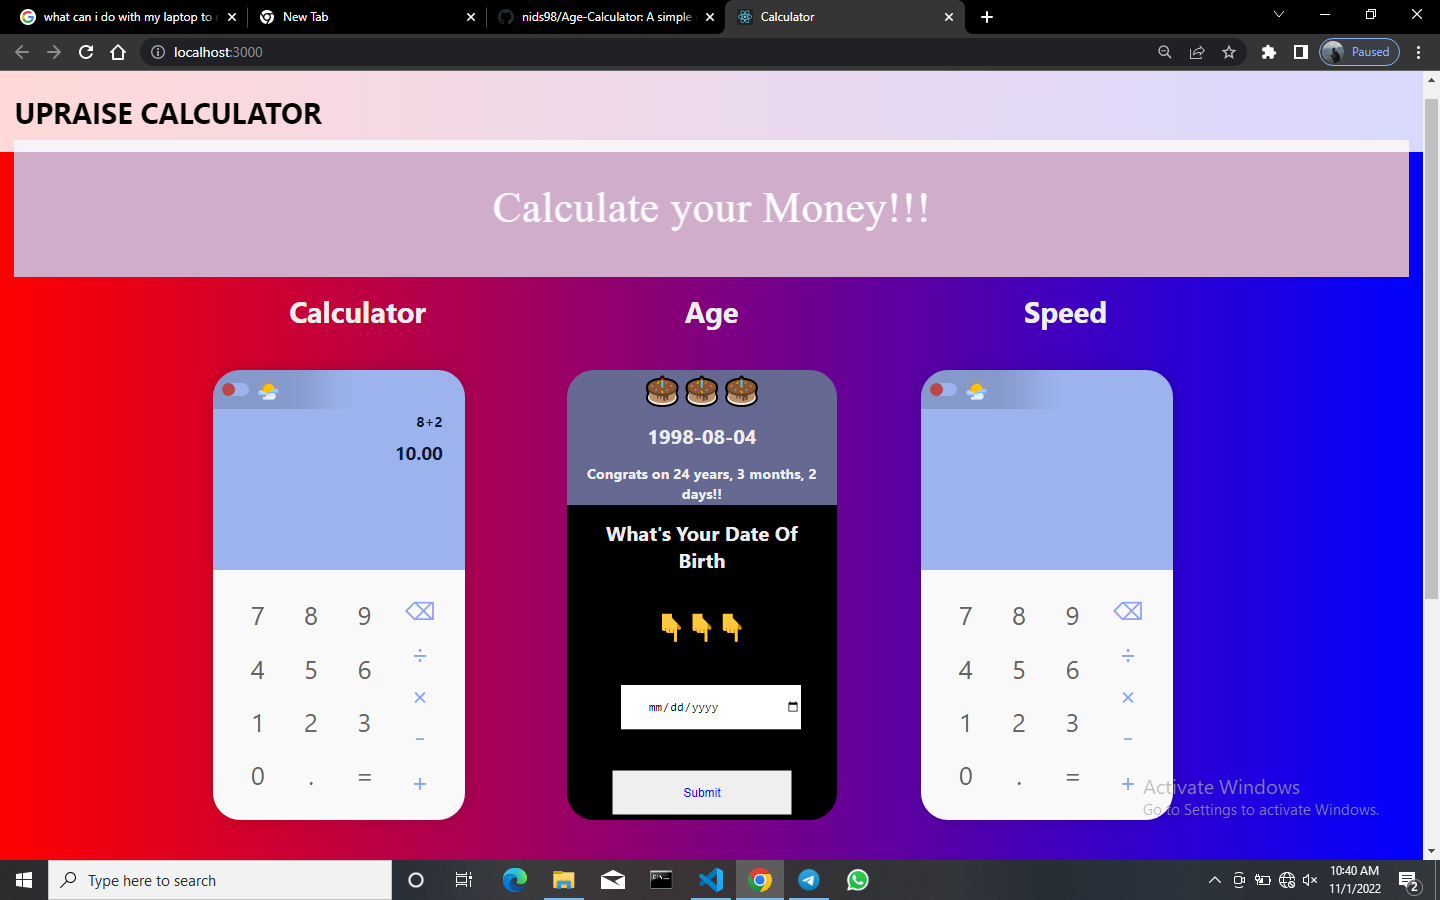 what can i do with my laptop to
New Tab
nids98/Age-Calculator: A simple
Calculator
localhost:3000
Paused
UPRAISE CALCULATOR
Calculate your Money!!!
Calculator
Age
Speed
8+2
10.00
1998-08-04
Congrats on 24 years, 3 months, 2
days!!
What's Your Date Of
Birth
7 8 9 ÷
4 5 6 ×
1 2 3 -
0 . = +
mm/dd/yyyy
Submit
7 8 9 ÷
4 5 6 ×
1 2 3 -
0 . = +
Activate Windows
Go to Settings to activate Windows.
Type here to search
10:40 AM
11/1/2022
2